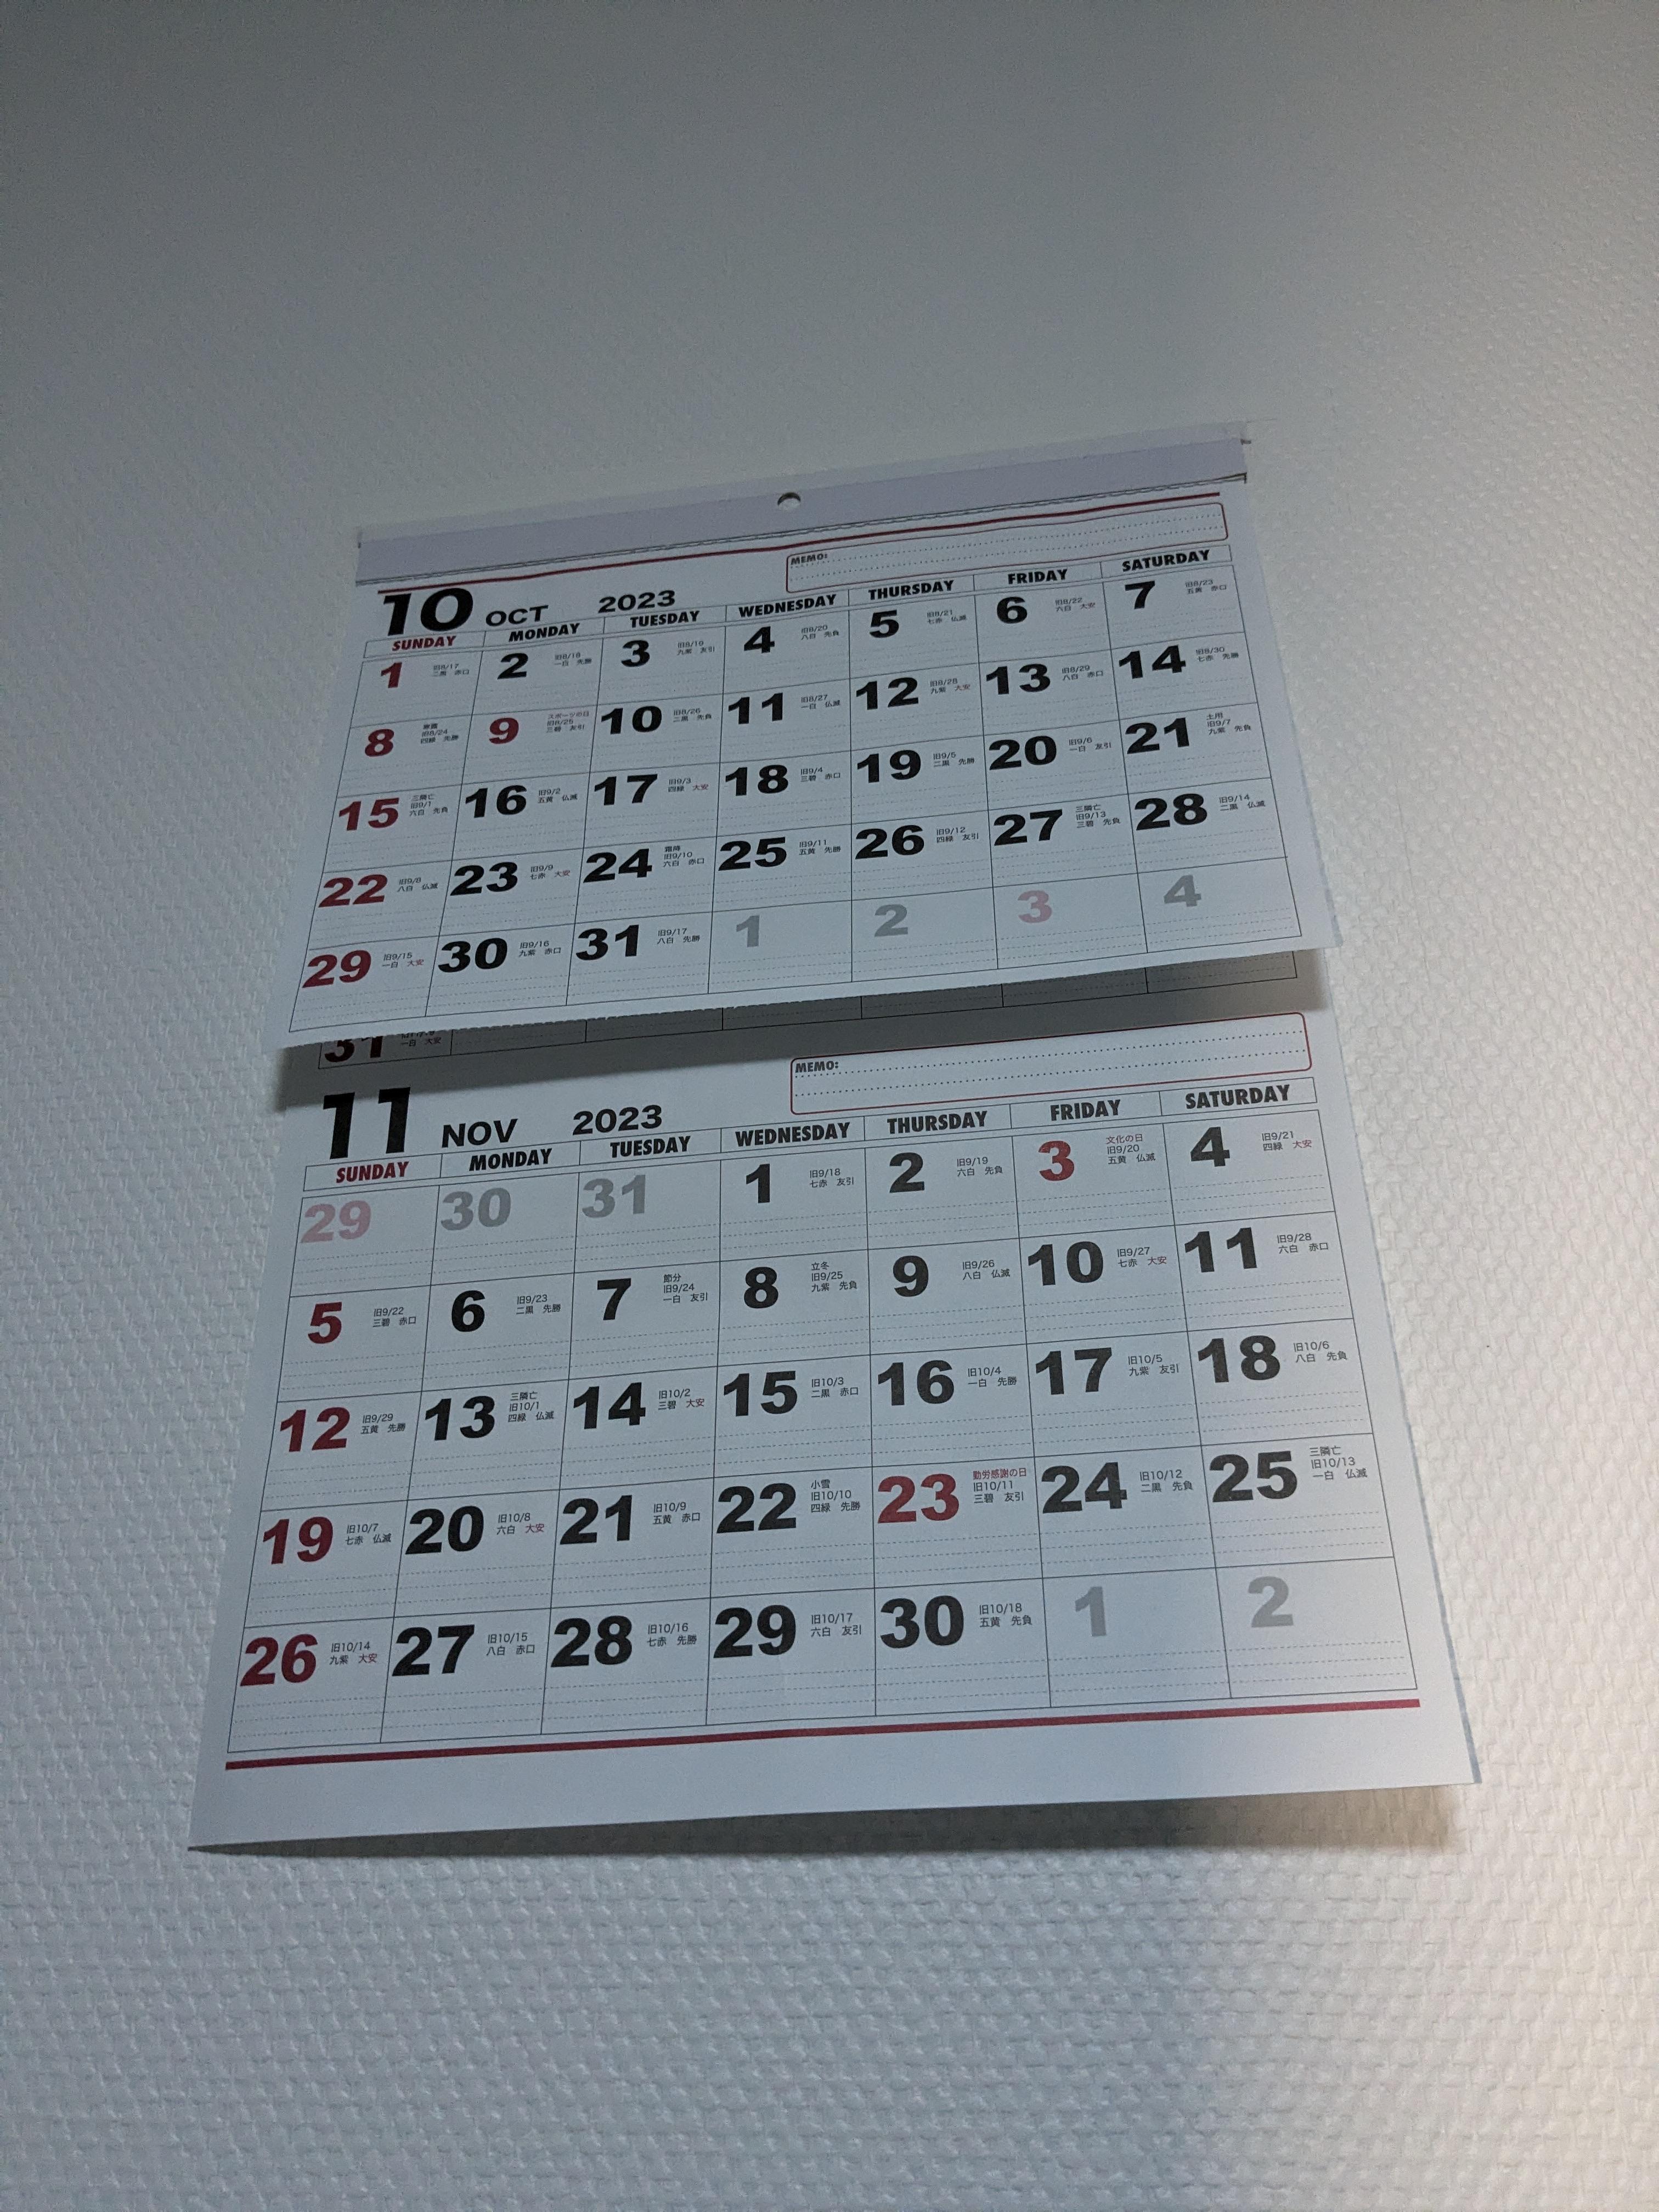 MEMO:
10 OCT 2023
SUNDAY MONDAY TUESDAY WEDNESDAY THURSDAY FRIDAY SATURDAY
1 旧8/17 二黒 赤口
2 旧8/18 一白 先勝
3 旧8/19 九紫 友引
4 旧8/20 八白 先負
5 旧8/21 七赤 仏滅
6 旧8/22 六白 大安
7 旧8/23 五黄 赤口
8 寒露 旧8/24 四緑 先勝
9 スポーツの日 旧8/25 三碧 友引
10 旧8/26 二黒 先負
11 旧8/27 一白 仏滅
12 旧8/28 九紫 大安
13 旧8/29 八白 赤口
14 旧8/30 七赤 先勝
15 三隣亡 旧9/1 六白 先負
16 旧9/2 五黄 仏滅
17 旧9/3 四緑 大安
18 旧9/4 三碧 赤口
19 旧9/5 二黒 先勝
20 旧9/6 一白 友引
21 土用 旧9/7 九紫 先負
22 旧9/8 八白 仏滅
23 旧9/9 七赤 大安
24 霜降 旧9/10 六白 赤口
25 旧9/11 五黄 先勝
26 旧9/12 四緑 友引
27 三隣亡 旧9/13 三碧 先負
28 旧9/14 二黒 仏滅
29 旧9/15 一白 大安
30 旧9/16 九紫 赤口
31 旧9/17 八白 先勝
1
2
3
4
31 一白 大安
MEMO:
11 NOV 2023
SUNDAY MONDAY TUESDAY WEDNESDAY THURSDAY FRIDAY SATURDAY
29
30
31
1 旧9/18 七赤 友引
2 旧9/19 六白 先負
3 文化の日 旧9/20 五黄 仏滅
4 旧9/21 四緑 大安
5 旧9/22 三碧 赤口
6 旧9/23 二黒 先勝
7 節分 旧9/24 一白 友引
8 立冬 旧9/25 九紫 先負
9 旧9/26 八白 仏滅
10 旧9/27 七赤 大安
11 旧9/28 六白 赤口
12 旧9/29 五黄 先勝
13 三隣亡 旧10/1 四緑 仏滅
14 旧10/2 三碧 大安
15 旧10/3 二黒 赤口
16 旧10/4 一白 先勝
17 旧10/5 九紫 友引
18 旧10/6 八白 先負
19 旧10/7 七赤 仏滅
20 旧10/8 六白 大安
21 旧10/9 五黄 赤口
22 小雪 旧10/10 四緑 先勝
23 勤労感謝の日 旧10/11 三碧 友引
24 旧10/12 二黒 先負
25 三隣亡 旧10/13 一白 仏滅
26 旧10/14 九紫 大安
27 旧10/15 八白 赤口
28 旧10/16 七赤 先勝
29 旧10/17 六白 友引
30 旧10/18 五黄 先負
1
2